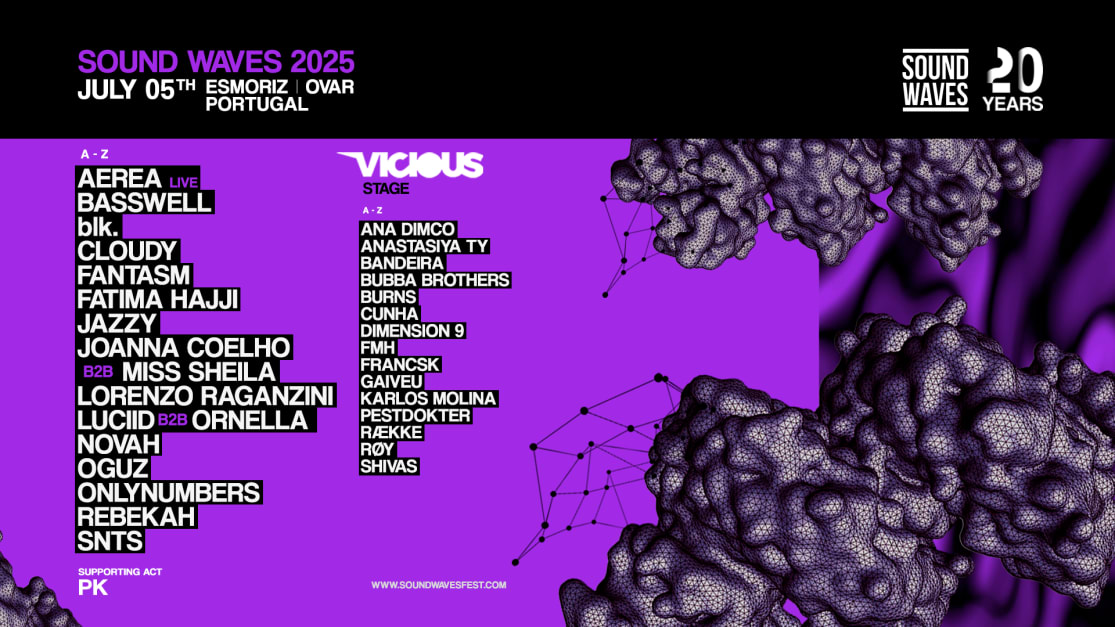 SOUND WAVES 2025
JULY 05TH
ESMORIZ | OVAR
PORTUGAL
SOUND
WAVES
20
YEARS
A - Z
AEREA LIVE
BASSWELL
blk.
CLOUDY
FANTASM
FATIMA HAJJI
JAZZY
JOANNA COELHO
B2B MISS SHEILA
LORENZO RAGANZINI
LUCIID B2B ORNELLA
NOVAH
OGUZ
ONLYNUMBERS
REBEKAH
SNTS
SUPPORTING ACT
PK
VICIOUS
STAGE
A - Z
ANA DIMCO
ANASTASIYA TY
BANDEIRA
BUBBA BROTHERS
BURNS
CUNHA
DIMENSION 9
FMH
FRANCSK
GAIVEU
KARLOS MOLINA
PESTDOKTER
RÆKKE
RØY
SHIVAS
WWW.SOUNDWAVESFEST.COM